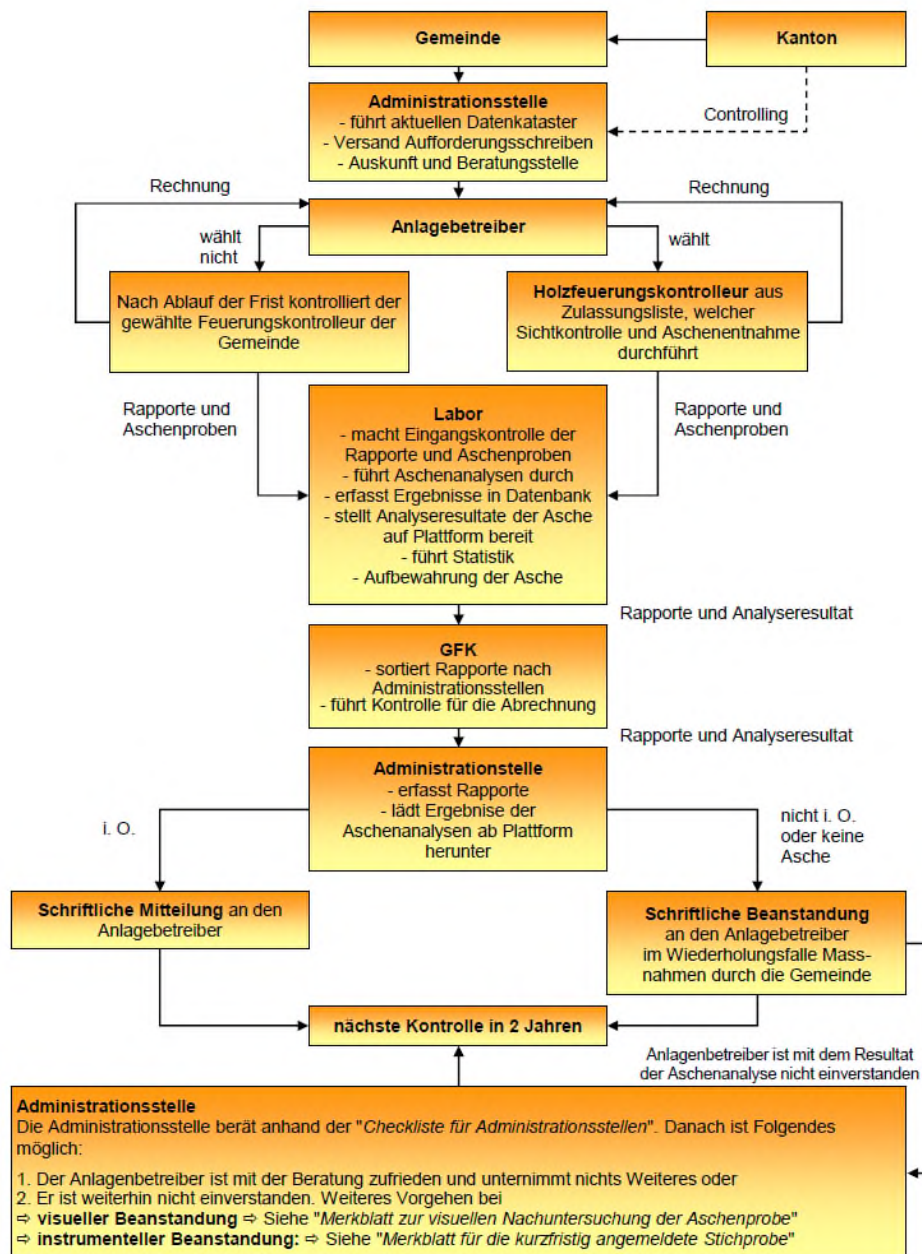 Gemeinde
Kanton
Administrationsstelle
- führt aktuellen Datenkataster
- Versand Aufforderungsschreiben
- Auskunft und Beratungsstelle
Controlling
Rechnung
Rechnung
Anlagebetreiber
wählt
nicht
wählt
Nach Ablauf der Frist kontrolliert der
gewählte Feuerungskontrolleur der
Gemeinde
Holzfeuerungskontrolleur aus
Zulassungsliste, welcher
Sichtkontrolle und Aschenentnahme
durchführt
Rapporte und
Aschenproben
Rapporte und
Aschenproben
Labor
- macht Eingangskontrolle der
Rapporte und Aschenproben
- führt Aschenanalysen durch
- erfasst Ergebnisse in Datenbank
- stellt Analyseresultate der Asche
auf Plattform bereit
- führt Statistik
- Aufbewahrung der Asche
Rapporte und Analyseresultat
GFK
- sortiert Rapporte nach
Administrationsstellen
- führt Kontrolle für die Abrechnung
Rapporte und Analyseresultat
Administrationstelle
- erfasst Rapporte
- lädt Ergebnise der
Aschenanalysen ab Plattform
herunter
i. O.
nicht i. O.
oder keine
Asche
Schriftliche Mitteilung an den
Anlagebetreiber
Schriftliche Beanstandung
an den Anlagebetreiber
im Wiederholungsfalle Mass-
nahmen durch die Gemeinde
nächste Kontrolle in 2 Jahren
Anlagenbetreiber ist mit dem Resultat
der Aschenanalyse nicht einverstanden
Administrationsstelle
Die Administrationsstelle berät anhand der "Checkliste für Administrationsstellen". Danach ist Folgendes
möglich:
1. Der Anlagenbetreiber ist mit der Beratung zufrieden und unternimmt nichts Weiteres oder
2. Er ist weiterhin nicht einverstanden. Weiteres Vorgehen bei
⇨ visueller Beanstandung ⇨ Siehe "Merkblatt zur visuellen Nachuntersuchung der Aschenprobe"
⇨ instrumenteller Beanstandung: ⇨ Siehe "Merkblatt für die kurzfristig angemeldete Stichprobe"